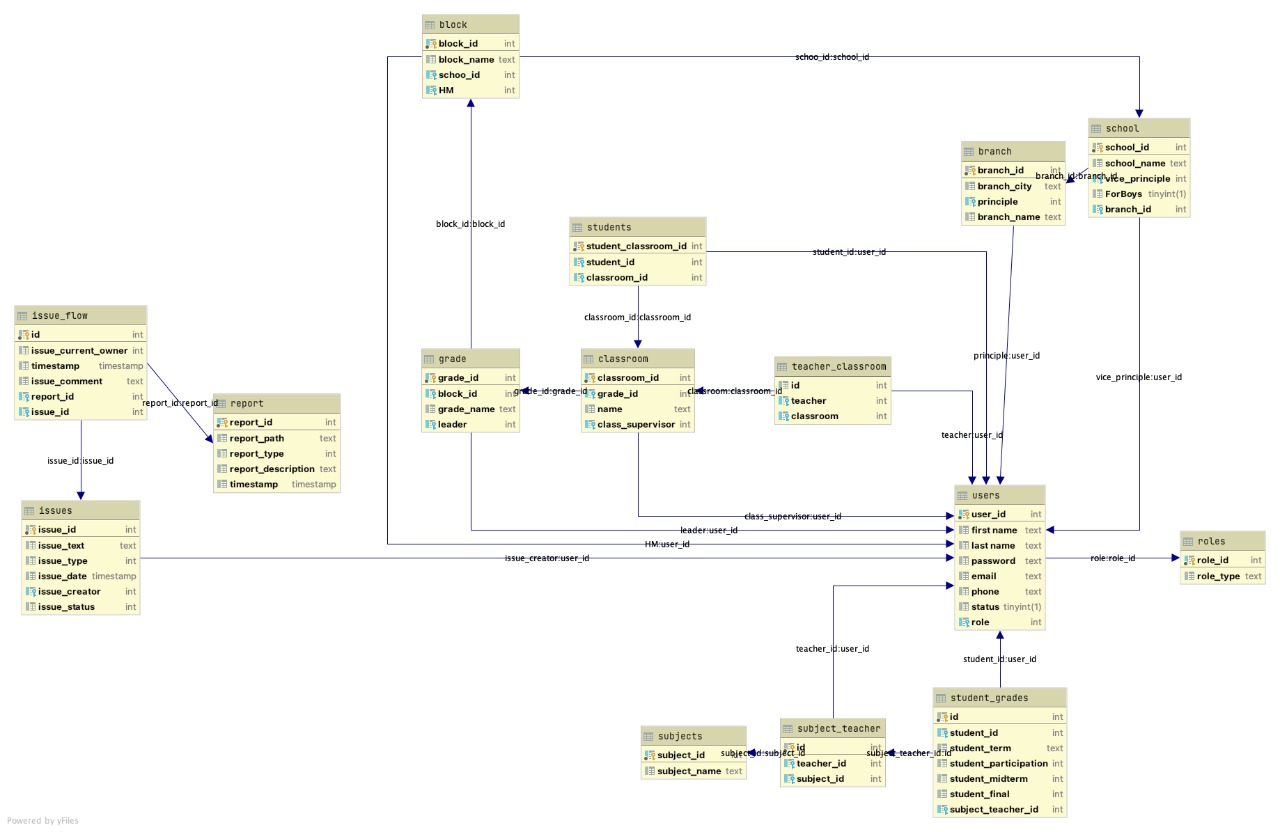 block
block_id int
block_name text
schoo_id int
HM int
schoo_id:school_id
school
school_id int
school_name text
vice_principle int
ForBoys tinyint(1)
branch_id int
branch
branch_id int
branch_city text
principle int
branch_name text
branch_id:branch_id
block_id:block_id
students
student_classroom_id int
student_id int
classroom_id int
student_id:user_id
classroom_id:classroom_id
issue_flow
id int
issue_current_owner int
timestamp timestamp
issue_comment text
report_id int
issue_id int
report_id:report_id
report
report_id int
report_path text
report_type int
report_description text
timestamp timestamp
issue_id:issue_id
grade
grade_id int
block_id int
grade_name text
leader int
grade_id:grade_id
classroom
classroom_id int
grade_id int
name text
class_supervisor int
classroom:classroom_id
teacher_classroom
id int
teacher int
classroom int
principle:user_id
vice_principle:user_id
teacher:user_id
issues
issue_id int
issue_text text
issue_type int
issue_date timestamp
issue_creator int
issue_status int
class_supervisor:user_id
leader:user_id
HM:user_id
issue_creator:user_id
users
user_id int
first name text
last name text
password text
email text
phone text
status tinyint(1)
role int
role:role_id
roles
role_id int
role_type text
teacher_id:user_id
student_id:user_id
subjects
subject_id int
subject_name text
subject_id:subject_id
subject_teacher
id int
teacher_id int
subject_id int
subject_teacher_id:id
student_grades
id int
student_id int
student_term text
student_participation int
student_midterm int
student_final int
subject_teacher_id int
Powered by yFiles